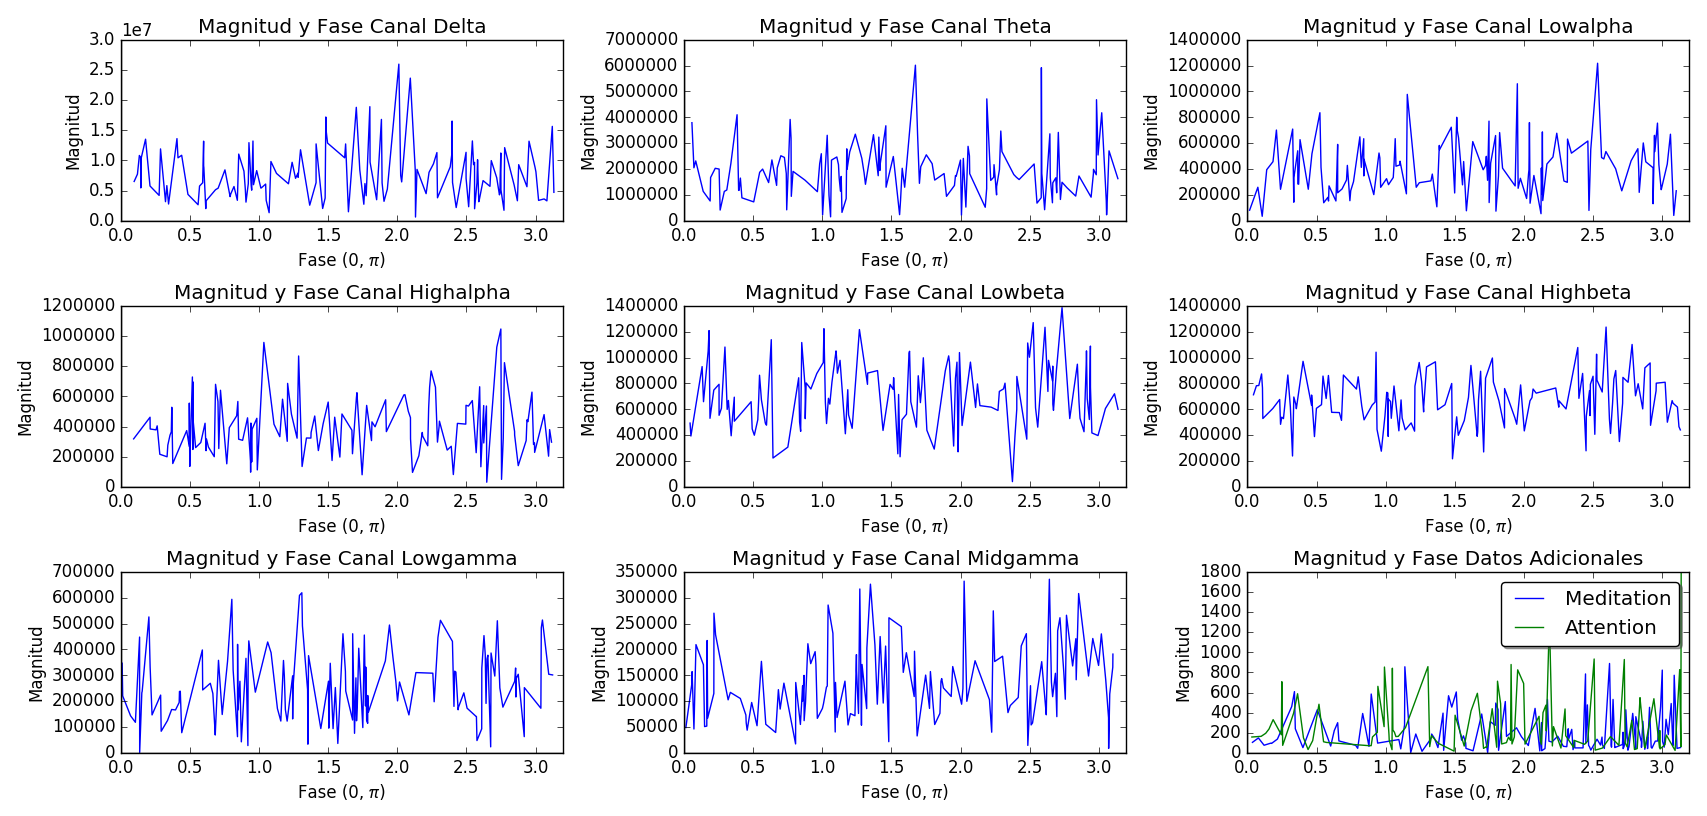 Magnitud y Fase Canal Delta
1e7
3.0
2.5
2.0
1.5
1.0
0.5
0.0
Magnitud
0.0 0.5 1.0 1.5 2.0 2.5 3.0
Fase (0, π)
Magnitud y Fase Canal Theta
7000000
6000000
5000000
4000000
3000000
2000000
1000000
0
Magnitud
0.0 0.5 1.0 1.5 2.0 2.5 3.0
Fase (0, π)
Magnitud y Fase Canal Lowalpha
1400000
1200000
1000000
800000
600000
400000
200000
0
Magnitud
0.0 0.5 1.0 1.5 2.0 2.5 3.0
Fase (0, π)
Magnitud y Fase Canal Highalpha
1200000
1000000
800000
600000
400000
200000
0
Magnitud
0.0 0.5 1.0 1.5 2.0 2.5 3.0
Fase (0, π)
Magnitud y Fase Canal Lowbeta
1400000
1200000
1000000
800000
600000
400000
200000
0
Magnitud
0.0 0.5 1.0 1.5 2.0 2.5 3.0
Fase (0, π)
Magnitud y Fase Canal Highbeta
1400000
1200000
1000000
800000
600000
400000
200000
0
Magnitud
0.0 0.5 1.0 1.5 2.0 2.5 3.0
Fase (0, π)
Magnitud y Fase Canal Lowgamma
700000
600000
500000
400000
300000
200000
100000
0
Magnitud
0.0 0.5 1.0 1.5 2.0 2.5 3.0
Fase (0, π)
Magnitud y Fase Canal Midgamma
350000
300000
250000
200000
150000
100000
50000
0
Magnitud
0.0 0.5 1.0 1.5 2.0 2.5 3.0
Fase (0, π)
Magnitud y Fase Datos Adicionales
1800
1600
1400
1200
1000
800
600
400
200
0
Magnitud
Meditation
Attention
0.0 0.5 1.0 1.5 2.0 2.5 3.0
Fase (0, π)